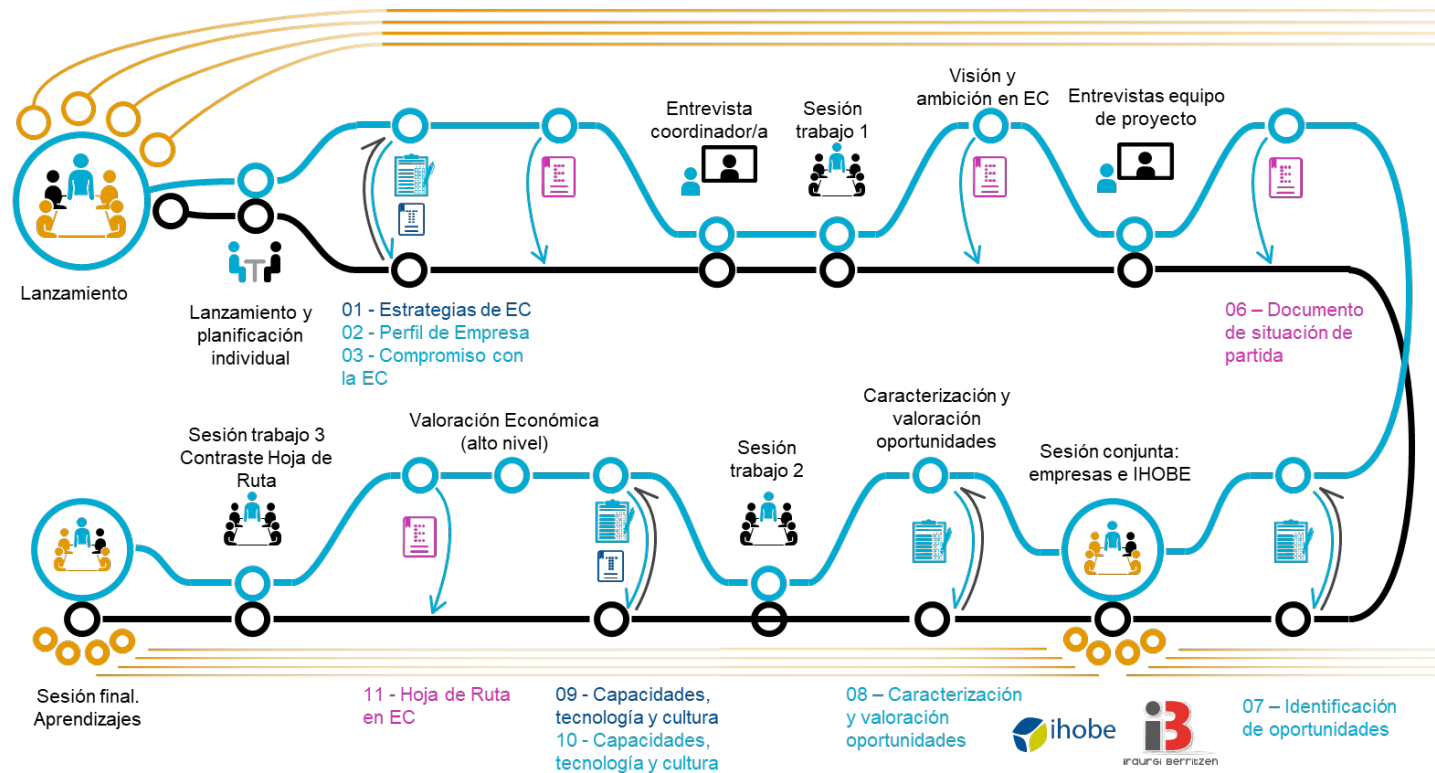 Lanzamiento
Lanzamiento y
planificación
individual
01 - Estrategias de EC
02 - Perfil de Empresa
03 - Compromiso con
la EC
T
E
Entrevista
coordinador/a
Sesión
trabajo 1
Visión y
ambición en EC
E
Entrevistas equipo
de proyecto
E
06 – Documento
de situación de
partida
Sesión trabajo 3
Contraste Hoja de
Ruta
Valoración Económica
(alto nivel)
E
T
Sesión
trabajo 2
Caracterización y
valoración
oportunidades
Sesión conjunta:
empresas e IHOBE
Sesión final.
Aprendizajes
11 - Hoja de Ruta
en EC
09 - Capacidades,
tecnología y cultura
10 - Capacidades,
tecnología y cultura
08 – Caracterización
y valoración
oportunidades
ihobe
iB
iraurgi Berritzen
07 – Identificación
de oportunidades